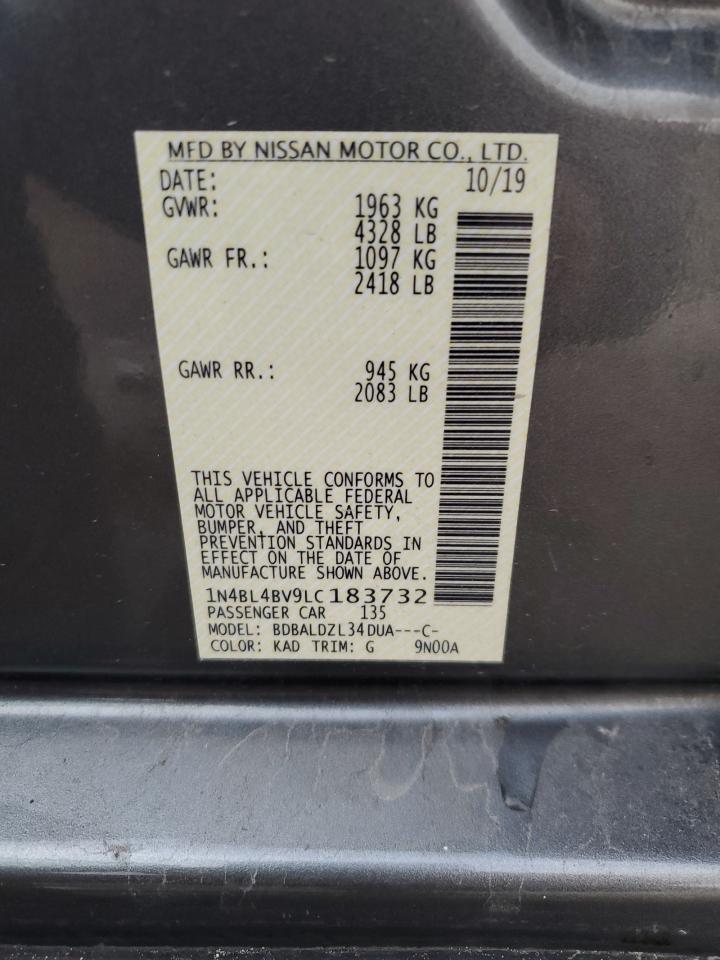 MFD BY NISSAN MOTOR CO., LTD.
DATE: 10/19
GVWR: 1963 KG
4328 LB
GAWR FR.: 1097 KG
2418 LB
GAWR RR.: 945 KG
2083 LB
THIS VEHICLE CONFORMS TO
ALL APPLICABLE FEDERAL
MOTOR VEHICLE SAFETY,
BUMPER, AND THEFT
PREVENTION STANDARDS IN
EFFECT ON THE DATE OF
MANUFACTURE SHOWN ABOVE.
1N4BL4BV9LC183732
PASSENGER CAR 135
MODEL: BDBALDZL34DUA---C-
COLOR: KAD TRIM: G 9N00A